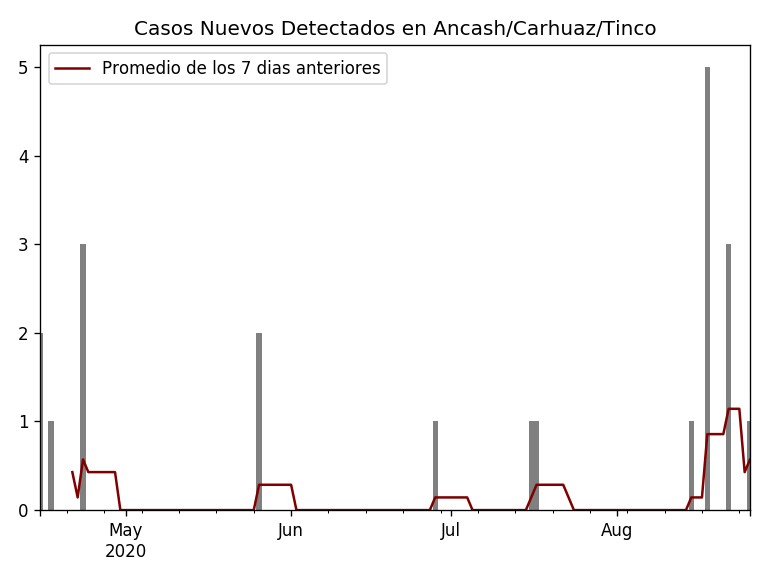 Casos Nuevos Detectados en Ancash/Carhuaz/Tinco
Promedio de los 7 dias anteriores
5
4
3
2
1
0
May Jun Jul Aug
2020